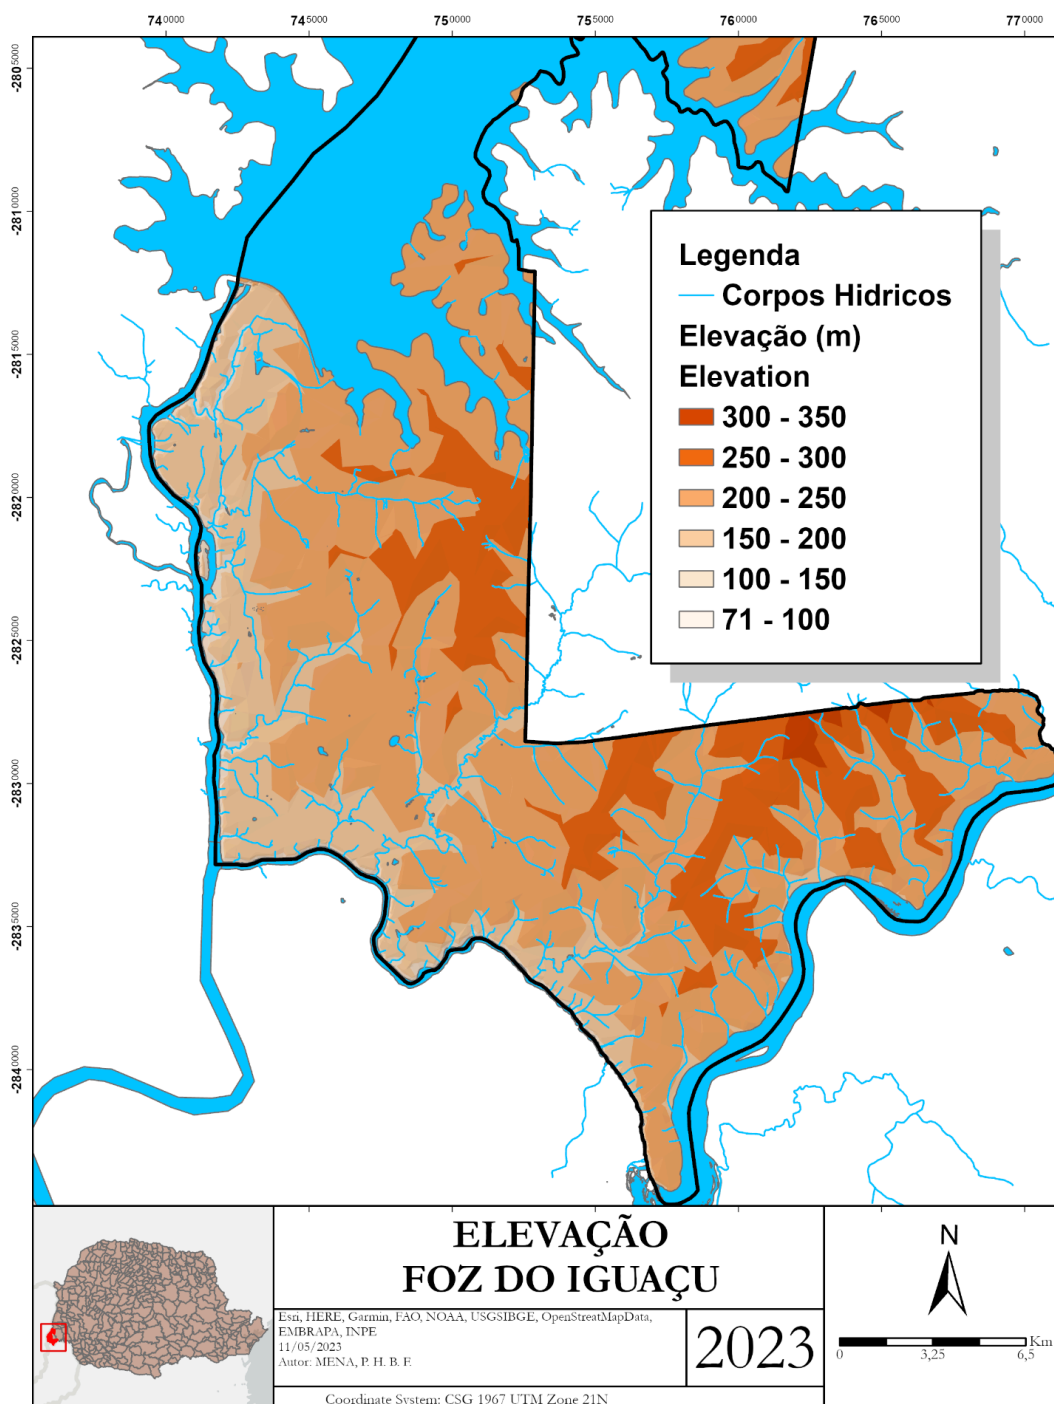 740000 745000 750000 755000 760000 765000 770000
-2805000
-2810000
-2815000
-2820000
-2825000
-2830000
-2835000
-2840000
Legenda
Corpos Hidricos
Elevação (m)
Elevation
300 - 350
250 - 300
200 - 250
150 - 200
100 - 150
71 - 100
ELEVAÇÃO
FOZ DO IGUAÇU
Esri, HERE, Garmin, FAO, NOAA, USGSIBGE, OpenStreatMapData,
EMBRAPA, INPE
11/05/2023
Autor: MENA, P. H. B. F.
2023
Coordinate System: CSG 1967 UTM Zone 21N
N
Km
0 3,25 6,5